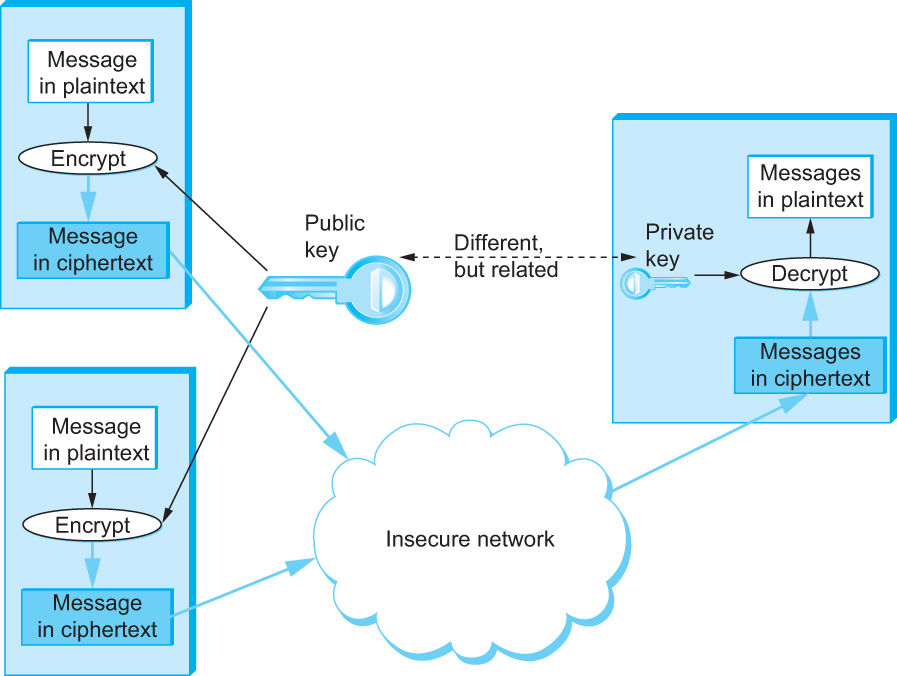 Message
in plaintext
Encrypt
Message
in ciphertext
Public
key
Different,
but related
Private
key
Messages
in plaintext
Decrypt
Messages
in ciphertext
Message
in plaintext
Encrypt
Message
in ciphertext
Insecure network